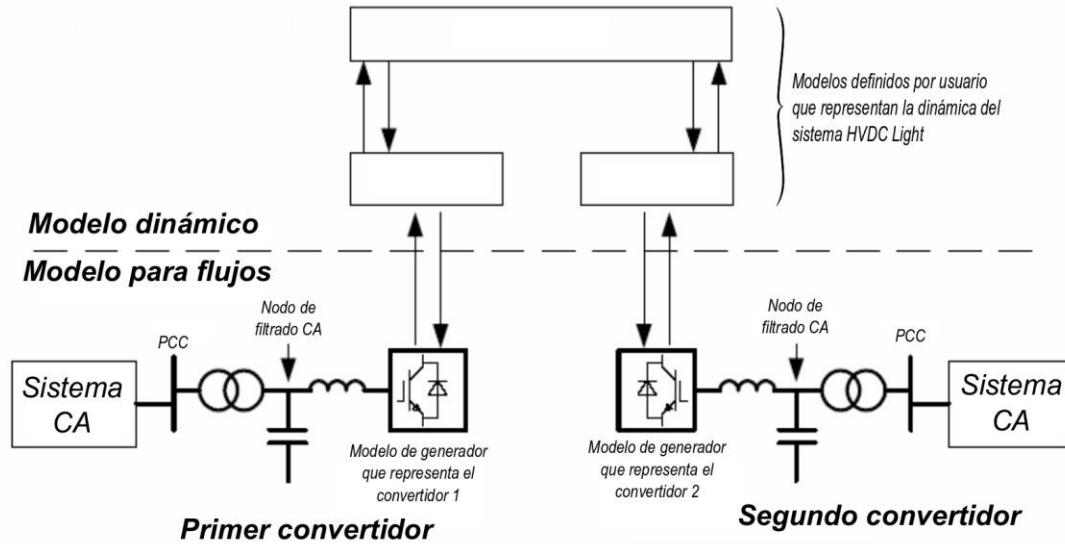 Modelos definidos por usuario
que representan la dinámica del
sistema HVDC Light
Modelo dinámico
Modelo para flujos
Nodo de
filtrado CA
PCC
Sistema
CA
Modelo de generador
que representa el
convertidor 1
Primer convertidor
Nodo de
filtrado CA
PCC
Sistema
CA
Modelo de generador
que representa el
convertidor 2
Segundo convertidor